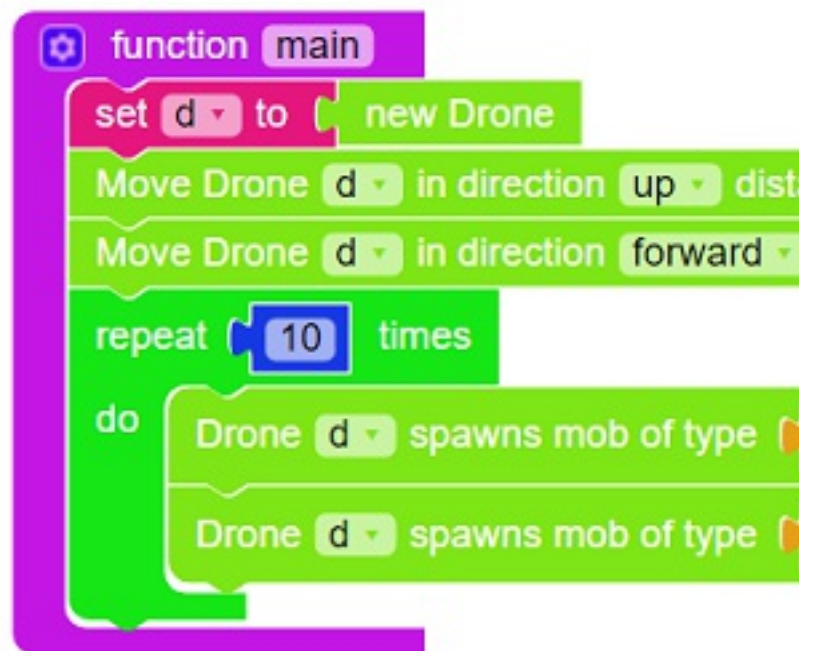 function main
set d to new Drone
Move Drone d in direction up
Move Drone d in direction forward
repeat 10 times
do
Drone d spawns mob of type
Drone d spawns mob of type